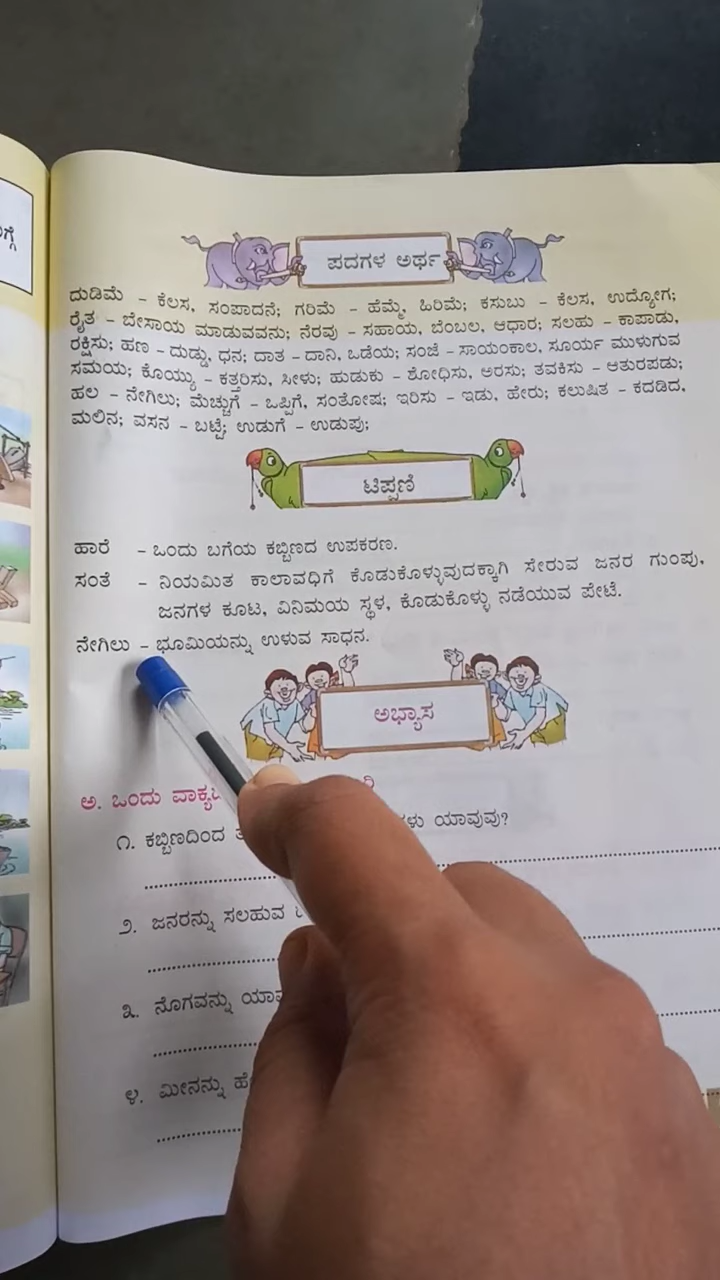 ಗ್ಗೆ
ಪದಗಳ ಅರ್ಥ
ದುಡಿಮೆ – ಕೆಲಸ, ಸಂಪಾದನೆ; ಗರಿಮೆ – ಹೆಮ್ಮೆ, ಹಿರಿಮೆ; ಕಸುಬು – ಕೆಲಸ, ಉದ್ಯೋಗ;
ರೈತ – ಬೇಸಾಯ ಮಾಡುವವನು; ನೆರವು – ಸಹಾಯ, ಬೆಂಬಲ, ಆಧಾರ; ಸಲಹು – ಕಾಪಾಡು,
ರಕ್ಷಿಸು; ಹಣ – ದುಡ್ಡು, ಧನ; ದಾತ – ದಾನಿ, ಒಡೆಯ; ಸಂಜೆ – ಸಾಯಂಕಾಲ, ಸೂರ್ಯ ಮುಳುಗುವ
ಸಮಯ; ಕೊಯ್ಯು – ಕತ್ತರಿಸು, ಸೀಳು; ಹುಡುಕು – ಶೋಧಿಸು, ಅರಸು; ತವಕಿಸು – ಆತುರಪಡು;
ಹಲ – ನೇಗಿಲು; ಮೆಚ್ಚುಗೆ – ಒಪ್ಪಿಗೆ, ಸಂತೋಷ; ಇರಿಸು – ಇಡು, ಹೇರು; ಕಲುಷಿತ – ಕದಡಿದ,
ಮಲಿನ; ವಸನ – ಬಟ್ಟೆ; ಉಡುಗೆ – ಉಡುಪು;
ಟಿಪ್ಪಣಿ
ಹಾರೆ – ಒಂದು ಬಗೆಯ ಕಬ್ಬಿಣದ ಉಪಕರಣ.
ಸಂತೆ – ನಿಯಮಿತ ಕಾಲಾವಧಿಗೆ ಕೊಡುಕೊಳ್ಳುವುದಕ್ಕಾಗಿ ಸೇರುವ ಜನರ ಗುಂಪು,
ಜನಗಳ ಕೂಟ, ವಿನಿಮಯ ಸ್ಥಳ, ಕೊಡುಕೊಳ್ಳು ನಡೆಯುವ ಪೇಟೆ.
ನೇಗಿಲು – ಭೂಮಿಯನ್ನು ಉಳುವ ಸಾಧನ.
ಅಭ್ಯಾಸ
ಅ. ಒಂದು
೧. ಕಬ್ಬಿಣದಿಂದ ಯಾವುವು?
೨. ಜನರನ್ನು ಸಲಹುವ
೩. ನೊಗವನ್ನು
೪. ಮೀನನ್ನು